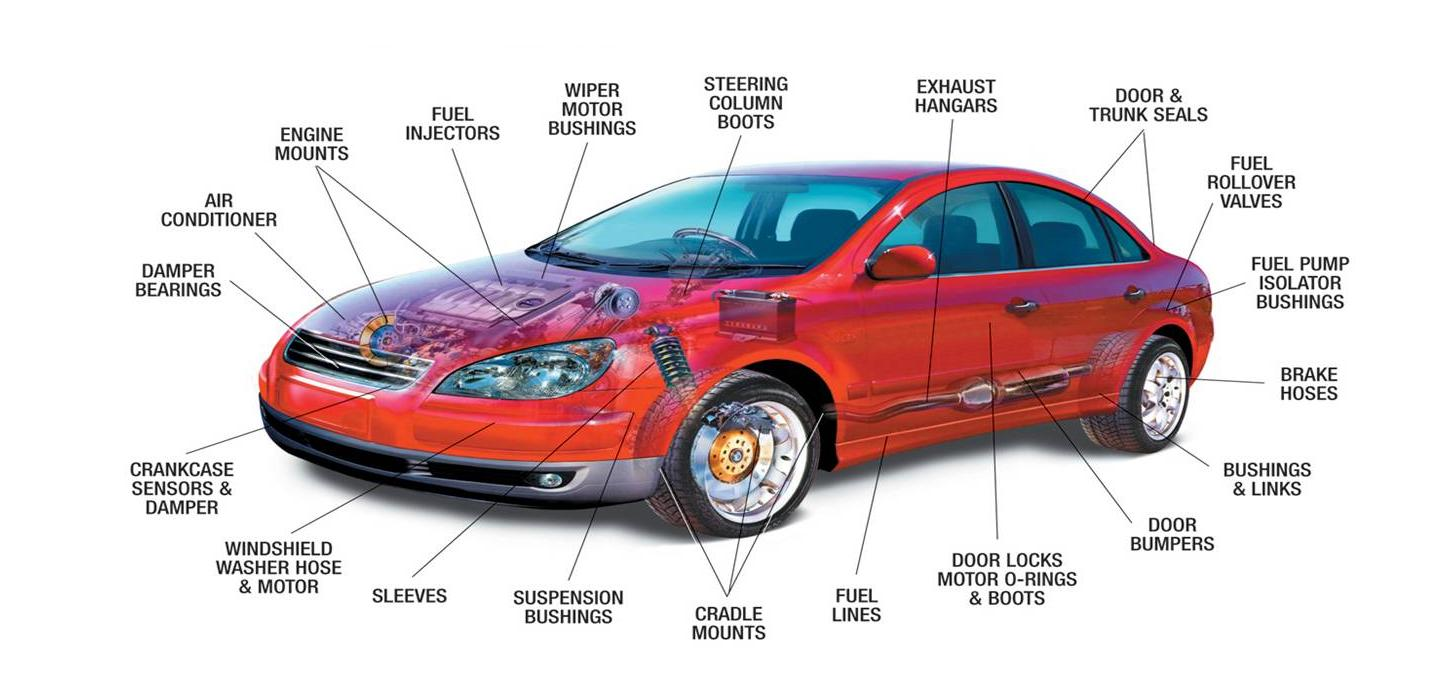 STEERING
COLUMN
BOOTS
WIPER
MOTOR
BUSHINGS
EXHAUST
HANGARS
DOOR &
TRUNK SEALS
FUEL
INJECTORS
ENGINE
MOUNTS
FUEL
ROLLOVER
VALVES
AIR
CONDITIONER
DAMPER
BEARINGS
FUEL PUMP
ISOLATOR
BUSHINGS
BRAKE
HOSES
CRANKCASE
SENSORS &
DAMPER
BUSHINGS
& LINKS
DOOR
BUMPERS
WINDSHIELD
WASHER HOSE
& MOTOR
SLEEVES
SUSPENSION
BUSHINGS
CRADLE
MOUNTS
FUEL
LINES
DOOR LOCKS
MOTOR O-RINGS
& BOOTS